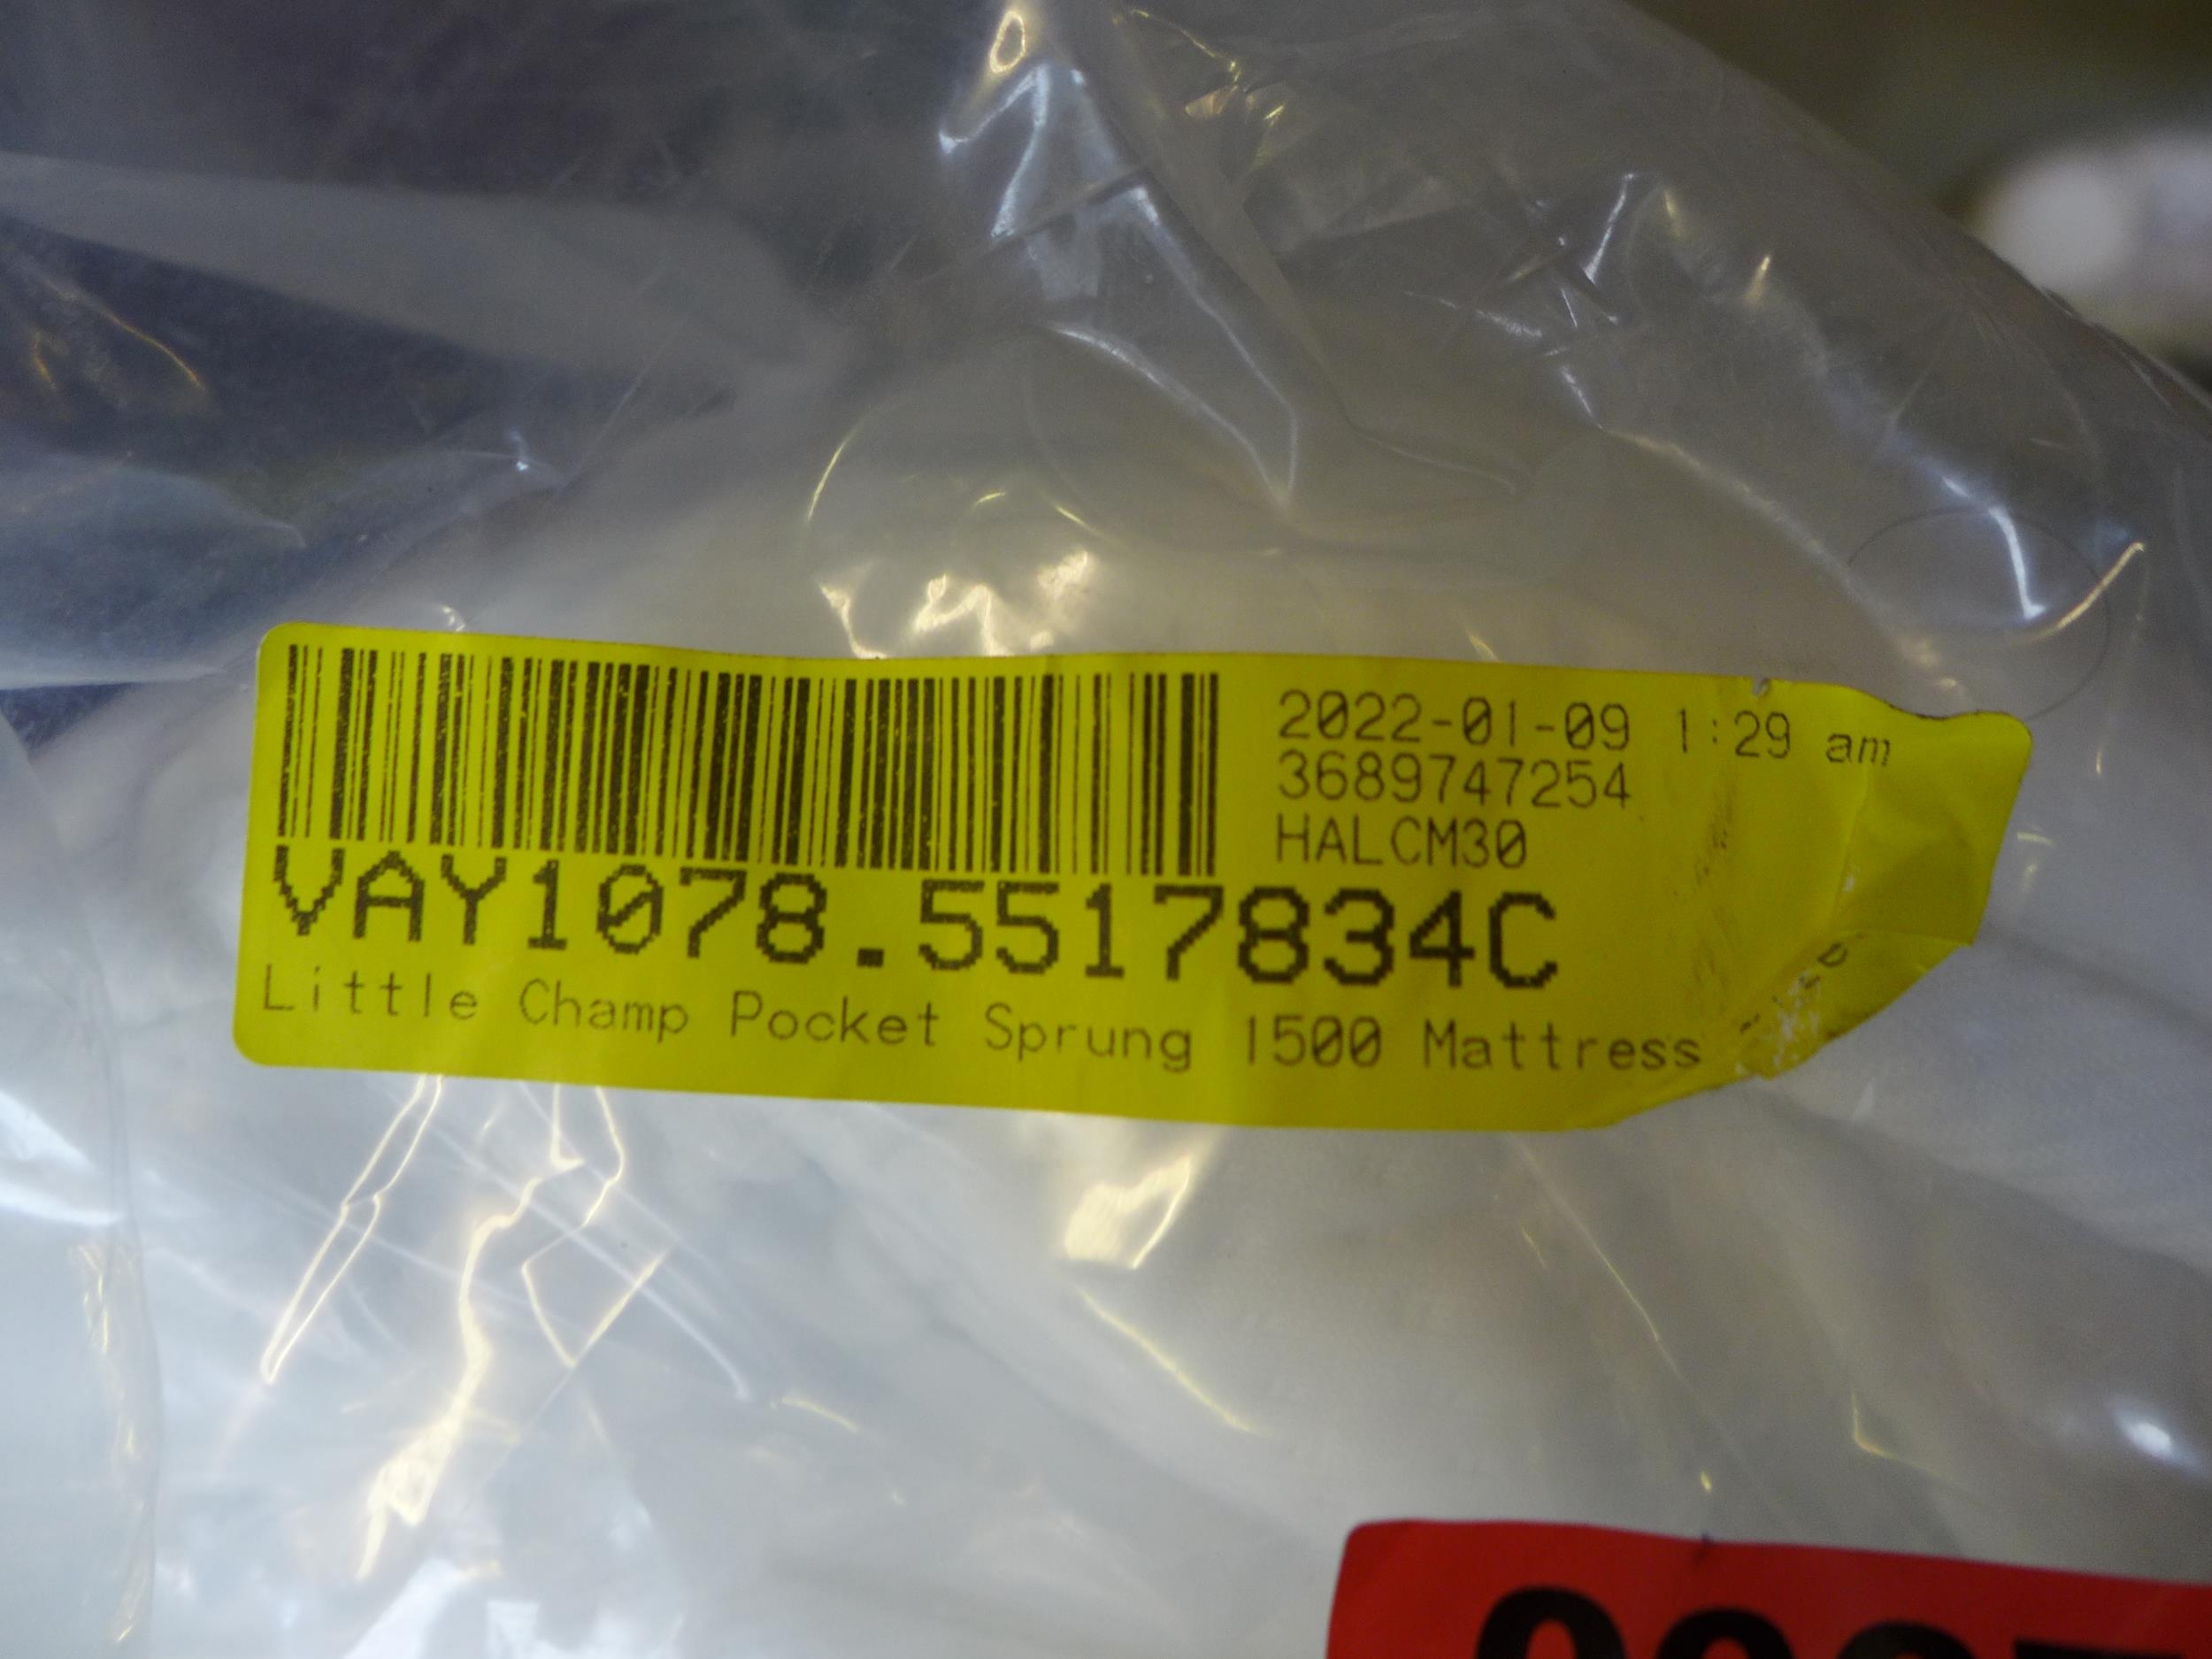 2022-01-09 1:29 am
3689747254
HALCM30
VAY1078.5517834C
Little Champ Pocket Sprung 1500 Mattress